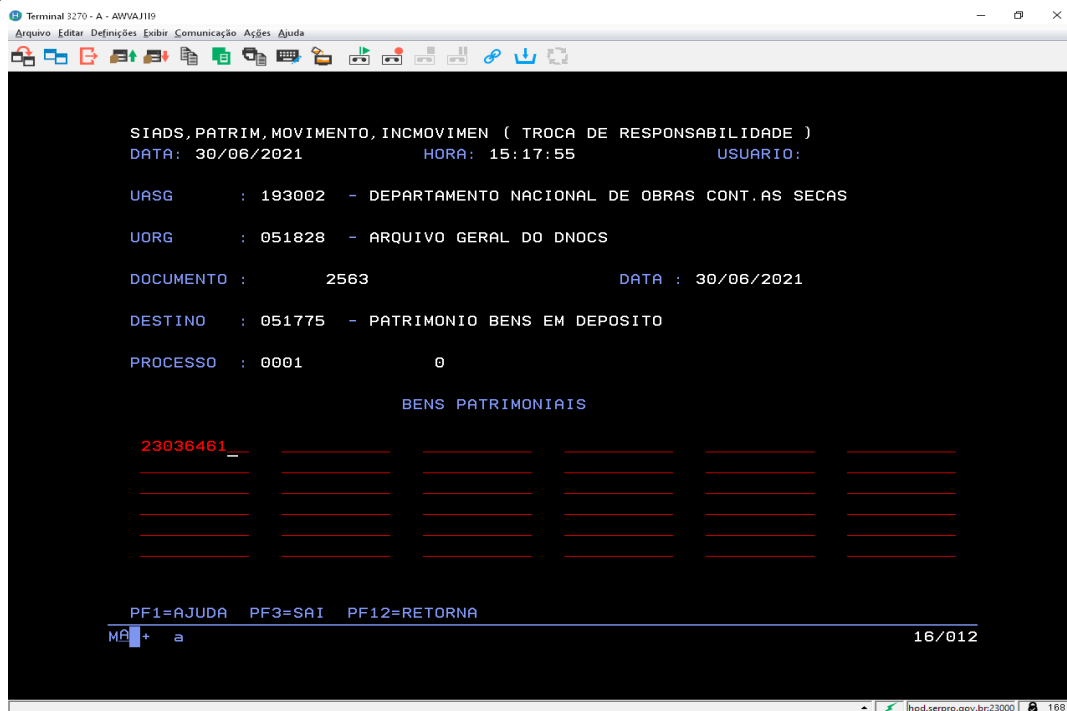 Terminal 3270 - A - AWVAJ1I9
Arquivo Editar Definições Exibir Comunicação Ações Ajuda
SIADS,PATRIM,MOVIMENTO,INCMOVIMEN ( TROCA DE RESPONSABILIDADE )
DATA: 30/06/2021 HORA: 15:17:55 USUARIO:
UASG : 193002 - DEPARTAMENTO NACIONAL DE OBRAS CONT.AS SECAS
UORG : 051828 - ARQUIVO GERAL DO DNOCS
DOCUMENTO : 2563 DATA : 30/06/2021
DESTINO : 051775 - PATRIMONIO BENS EM DEPOSITO
PROCESSO : 0001 0
BENS PATRIMONIAIS
23036461__
PF1=AJUDA PF3=SAI PF12=RETORNA
MA + a 16/012
hod.serpro.gov.br:23000 168